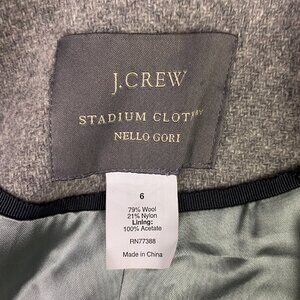 J.CREW
STADIUM CLOTH
NELLO GORI
6
79% Wool
21% Nylon
Lining:
100% Acetate
RN77388
Made in China